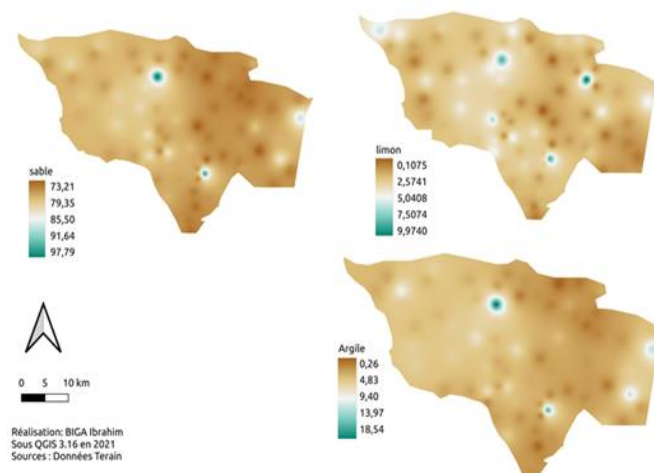 sable
73,21
79,35
85,50
91,64
97,79
limon
0,1075
2,5741
5,0408
7,5074
9,9740
Argile
0,26
4,83
9,40
13,97
18,54
0 5 10 km
Réalisation: BIGA Ibrahim
Sous QGIS 3.16 en 2021
Sources : Données Terain